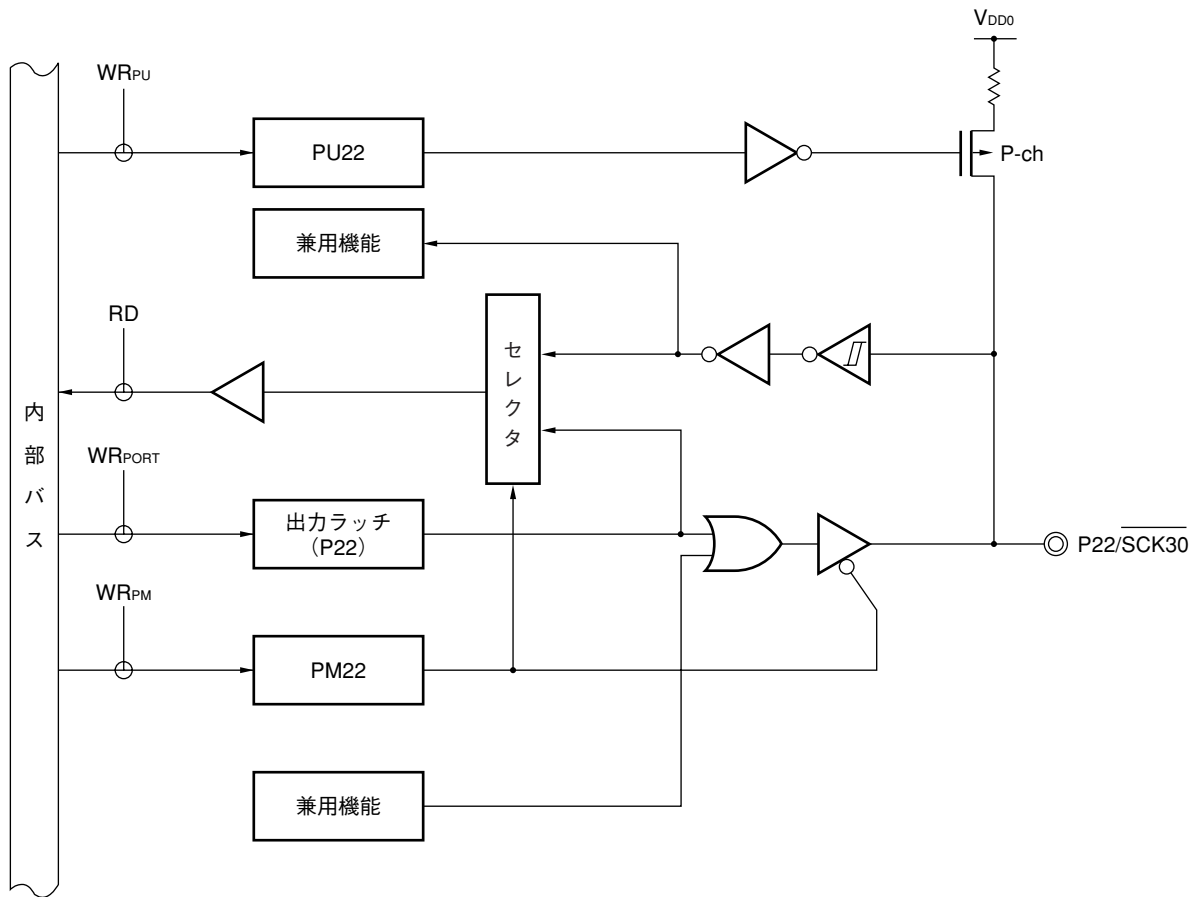 VDD0
WRPU
PU22
P-ch
兼用機能
RD
セレクタ
内部バス
WRPORT
出力ラッチ
（P22）
P22/SCK30
WRPM
PM22
兼用機能